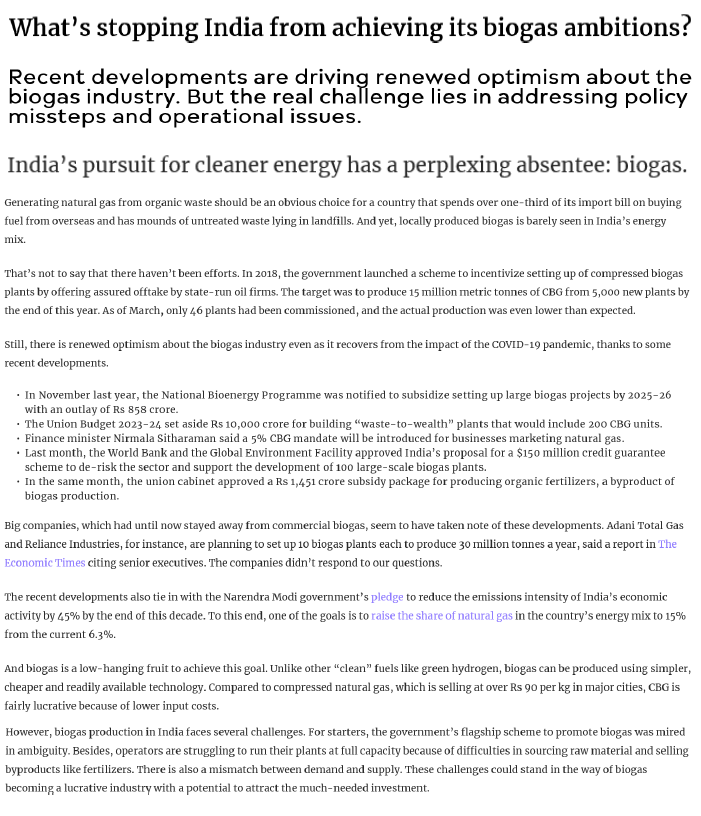 What's stopping India from achieving its biogas ambitions?
Recent developments are driving renewed optimism about the
biogas industry. But the real challenge lies in addressing policy
missteps and operational issues.
India's pursuit for cleaner energy has a perplexing absentee: biogas.
Generating natural gas from organic waste should be an obvious choice for a country that spends over one-third of its import bill on buying
fuel from overseas and has mounds of untreated waste lying in landfills. And yet, locally produced biogas is barely seen in India's energy
mix.
That's not to say that there haven't been efforts. In 2018, the government launched a scheme to incentivize setting up of compressed biogas
plants by offering assured offtake by state-run oil firms. The target was to produce 15 million metric tonnes of CBG from 5,000 new plants by
the end of this year. As of March, only 46 plants had been commissioned, and the actual production was even lower than expected.
Still, there is renewed optimism about the biogas industry even as it recovers from the impact of the COVID-19 pandemic, thanks to some
recent developments.
• In November last year, the National Bioenergy Programme was notified to subsidize setting up large biogas projects by 2025-26
with an outlay of Rs 858 crore.
• The Union Budget 2023-24 set aside Rs 10,000 crore for building "waste-to-wealth" plants that would include 200 CBG units.
• Finance minister Nirmala Sitharaman said a 5% CBG mandate will be introduced for businesses marketing natural gas.
• Last month, the World Bank and the Global Environment Facility approved India's proposal for a $150 million credit guarantee
scheme to de-risk the sector and support the development of 100 large-scale biogas plants.
• In the same month, the union cabinet approved a Rs 1,451 crore subsidy package for producing organic fertilizers, a byproduct of
biogas production.
Big companies, which had until now stayed away from commercial biogas, seem to have taken note of these developments. Adani Total Gas
and Reliance Industries, for instance, are planning to set up 10 biogas plants each to produce 30 million tonnes a year, said a report in The
Economic Times citing senior executives. The companies didn't respond to our questions.
The recent developments also tie in with the Narendra Modi government's pledge to reduce the emissions intensity of India's economic
activity by 45% by the end of this decade. To this end, one of the goals is to raise the share of natural gas in the country's energy mix to 15%
from the current 6.3%.
And biogas is a low-hanging fruit to achieve this goal. Unlike other "clean" fuels like green hydrogen, biogas can be produced using simpler,
cheaper and readily available technology. Compared to compressed natural gas, which is selling at over Rs 90 per kg in major cities, CBG is
fairly lucrative because of lower input costs.
However, biogas production in India faces several challenges. For starters, the government's flagship scheme to promote biogas was mired
in ambiguity. Besides, operators are struggling to run their plants at full capacity because of difficulties in sourcing raw material and selling
byproducts like fertilizers. There is also a mismatch between demand and supply. These challenges could stand in the way of biogas
becoming a lucrative industry with a potential to attract the much-needed investment.